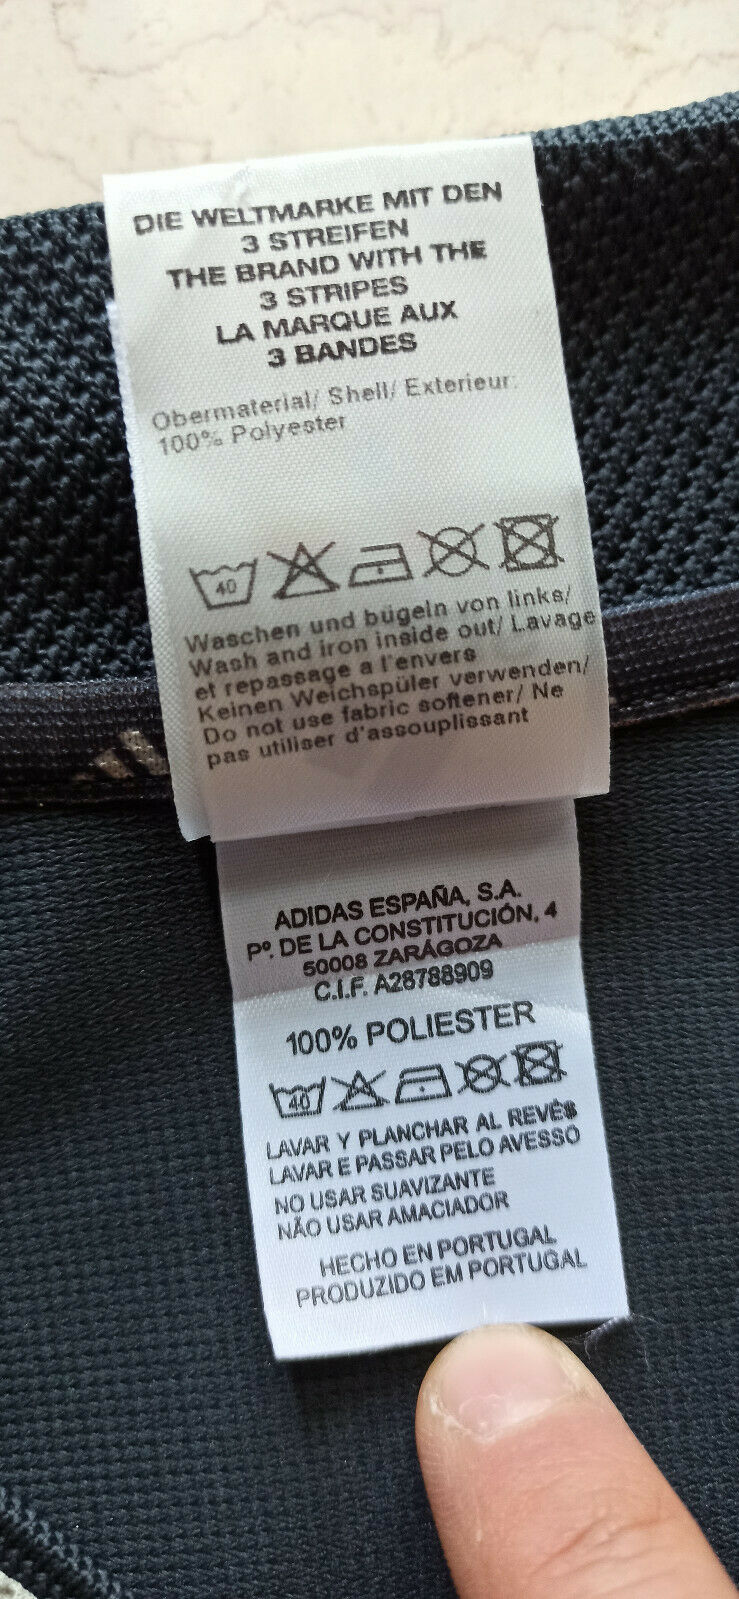 DIE WELTMARKE MIT DEN
3 STREIFEN
THE BRAND WITH THE
3 STRIPES
LA MARQUE AUX
3 BANDES
Obermaterial/ Shell/ Exterieur:
100% Polyester
40
Waschen und bügeln von links/
Wash and iron inside out/ Lavage
et repassage a l'envers
Keinen Weichspüler verwenden/
Do not use fabric softener/ Ne
pas utiliser d'assouplissant
ADIDAS ESPAÑA, S.A.
Pº. DE LA CONSTITUCIÓN, 4
50008 ZARAGOZA
C.I.F. A28788909
100% POLIESTER
40
LAVAR Y PLANCHAR AL REVÉS
LAVAR E PASSAR PELO AVESSO
NO USAR SUAVIZANTE
NÃO USAR AMACIADOR
HECHO EN PORTUGAL
PRODUZIDO EM PORTUGAL